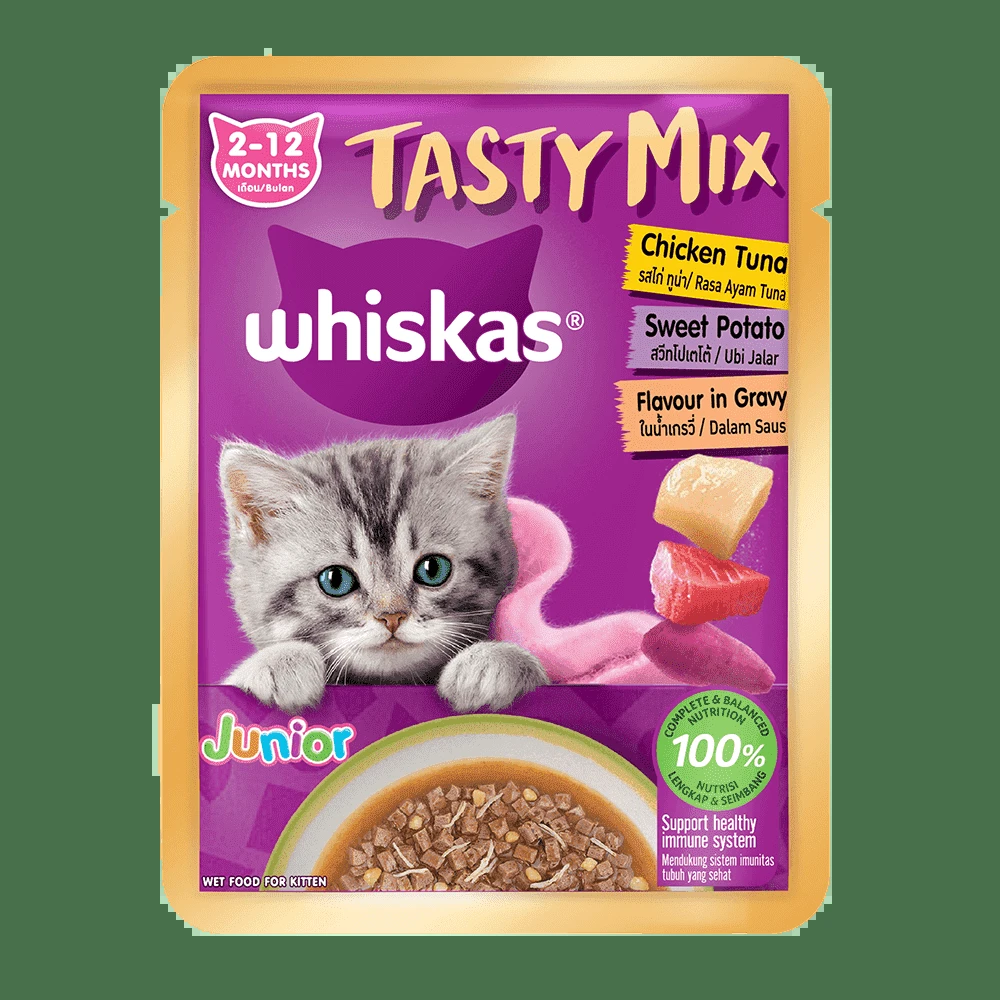 2-12
MONTHS
เดือน/Bulan
TASTY MIX
whiskas®
Chicken Tuna
รสไก่ ทูน่า/ Rasa Ayam Tuna
Sweet Potato
สวีทโปเตโต้ / Ubi Jalar
Flavour in Gravy
ในน้ำเกรวี่ / Dalam Saus
Junior
COMPLETE & BALANCED
NUTRITION
100%
NUTRISI
LENGKAP & SEIMBANG
Support healthy
immune system
Mendukung sistem imunitas
tubuh yang sehat
WET FOOD FOR KITTEN